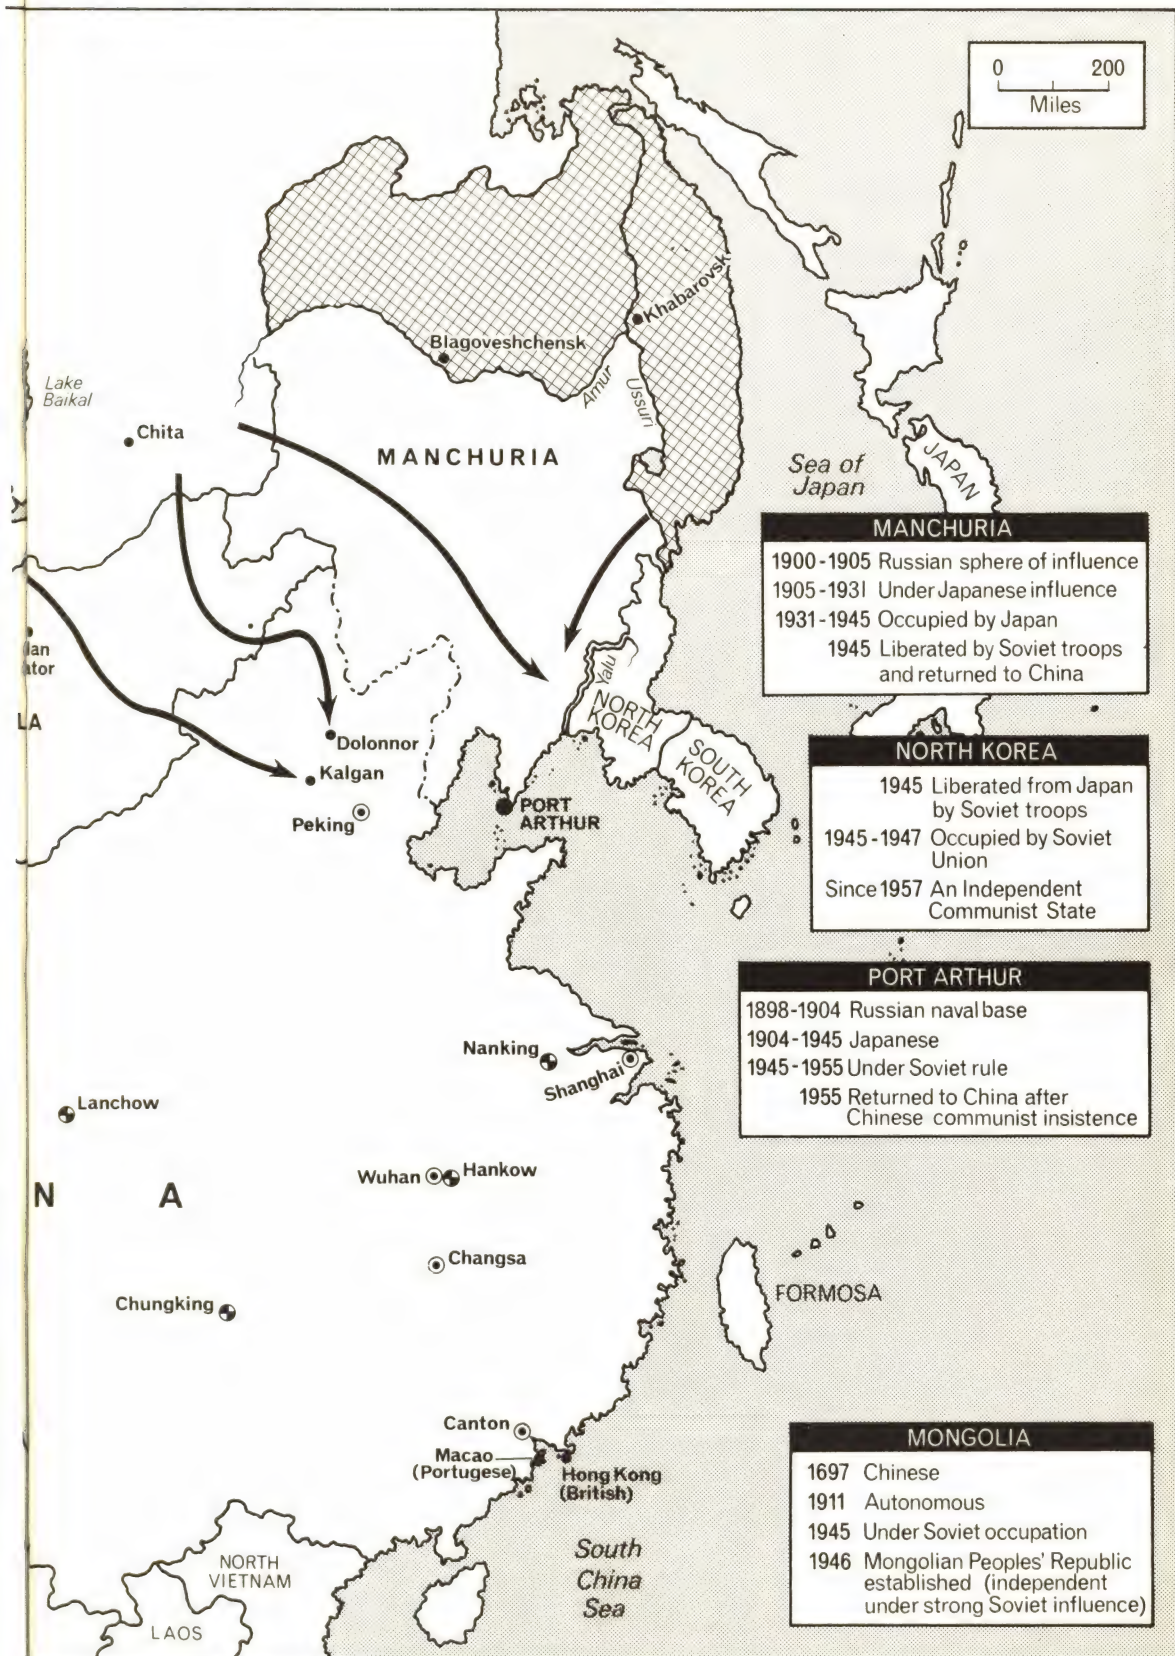 0 200
Miles
Khabarovsk
Blagoveshchensk
Amur
Ussuri
Lake
Baikal
Chita
MANCHURIA
Sea of
Japan
JAPAN
MANCHURIA
1900-1905 Russian sphere of influence
1905-1931 Under Japanese influence
1931-1945 Occupied by Japan
1945 Liberated by Soviet troops
and returned to China
lan
ator
LA
Yalu
NORTH
KOREA
SOUTH
KOREA
Dolonnor
Kalgan
Peking
PORT
ARTHUR
NORTH KOREA
1945 Liberated from Japan
by Soviet troops
1945-1947 Occupied by Soviet
Union
Since 1957 An Independent
Communist State
PORT ARTHUR
1898-1904 Russian naval base
1904-1945 Japanese
1945-1955 Under Soviet rule
1955 Returned to China after
Chinese communist insistence
Nanking
Shanghai
Lanchow
Wuhan
Hankow
N A
Changsa
Chungking
FORMOSA
Canton
Macao
(Portugese)
Hong Kong
(British)
MONGOLIA
1697 Chinese
1911 Autonomous
1945 Under Soviet occupation
1946 Mongolian Peoples' Republic
established (independent
under strong Soviet influence)
South
China
Sea
NORTH
VIETNAM
LAOS